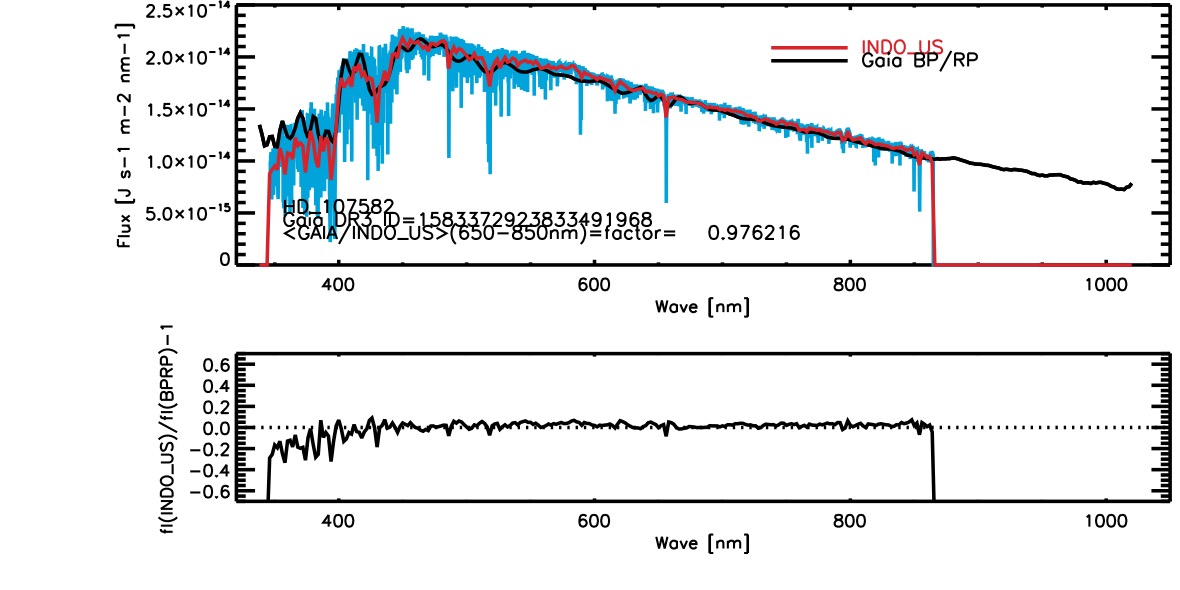 2.5×10⁻¹⁴
2.0×10⁻¹⁴
1.5×10⁻¹⁴
1.0×10⁻¹⁴
5.0×10⁻¹⁵
0
Flux [J s-1 m-2 nm-1]
INDO_US
Gaia BP/RP
HD_107582
Gaia DR3 ID=1583372923833491968
<GAIA/INDO_US>(650-850nm)=factor= 0.976216
400 600 800 1000
Wave [nm]
0.6
0.4
0.2
0.0
-0.2
-0.4
-0.6
fl(INDO_US)/fl(BPRP)-1
400 600 800 1000
Wave [nm]